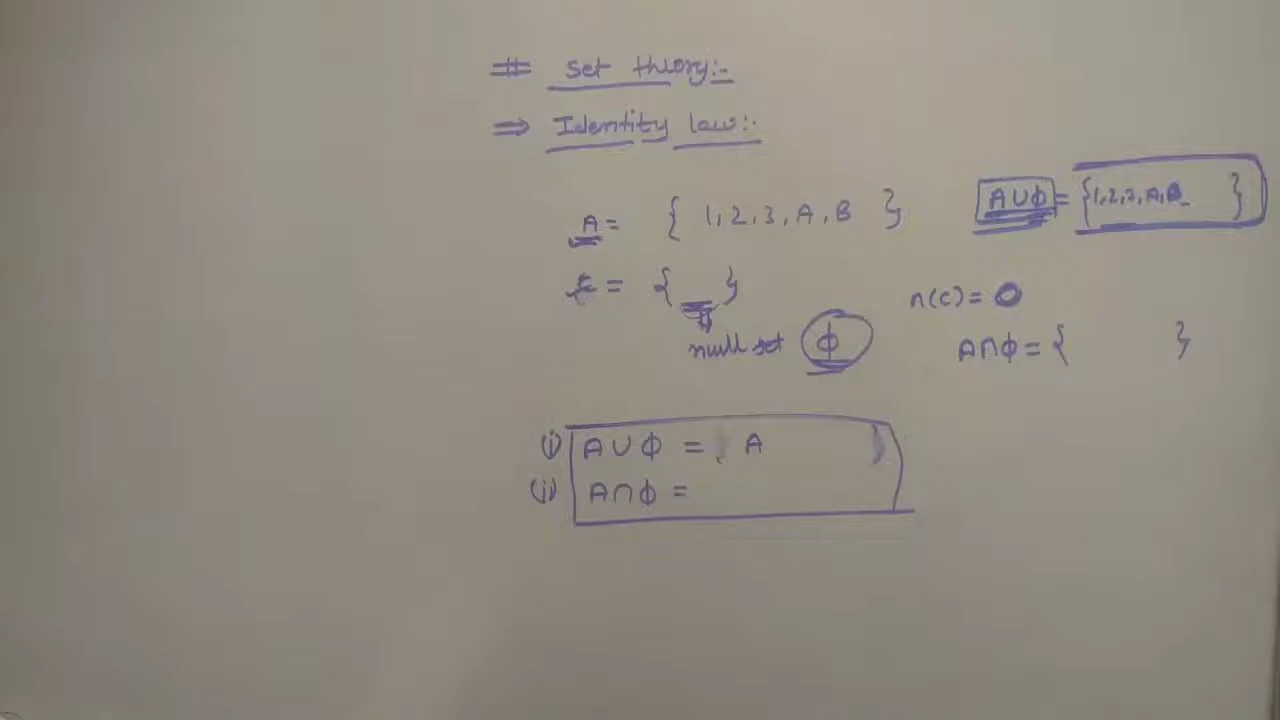 # Set theory:-
⇒ Identity law:-
A = { 1, 2, 3, A, B }
A∪ϕ = {1, 2, 3, A, B }
= { }
n(c) = 0
null set ϕ
A∩ϕ = { }
(i) A∪ϕ = A
(ii) A∩ϕ =